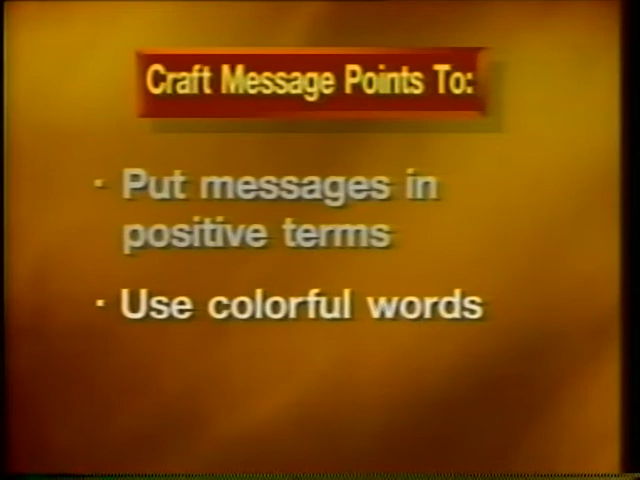 Craft Message Points To:
· Put messages in
positive terms
· Use colorful words